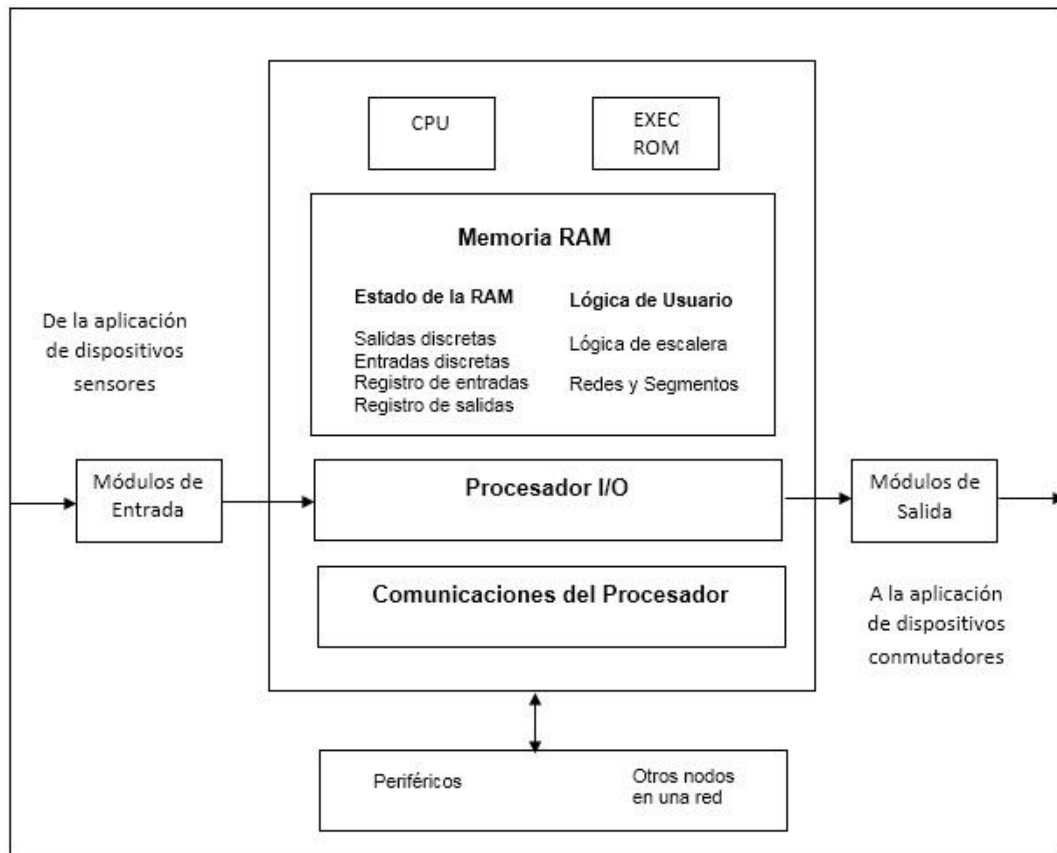 CPU
EXEC
ROM
Memoria RAM
Estado de la RAM
Salidas discretas
Entradas discretas
Registro de entradas
Registro de salidas
Lógica de Usuario
Lógica de escalera
Redes y Segmentos
De la aplicación
de dispositivos
sensores
Módulos de
Entrada
Procesador I/O
Módulos de
Salida
Comunicaciones del Procesador
A la aplicación
de dispositivos
conmutadores
Periféricos
Otros nodos
en una red